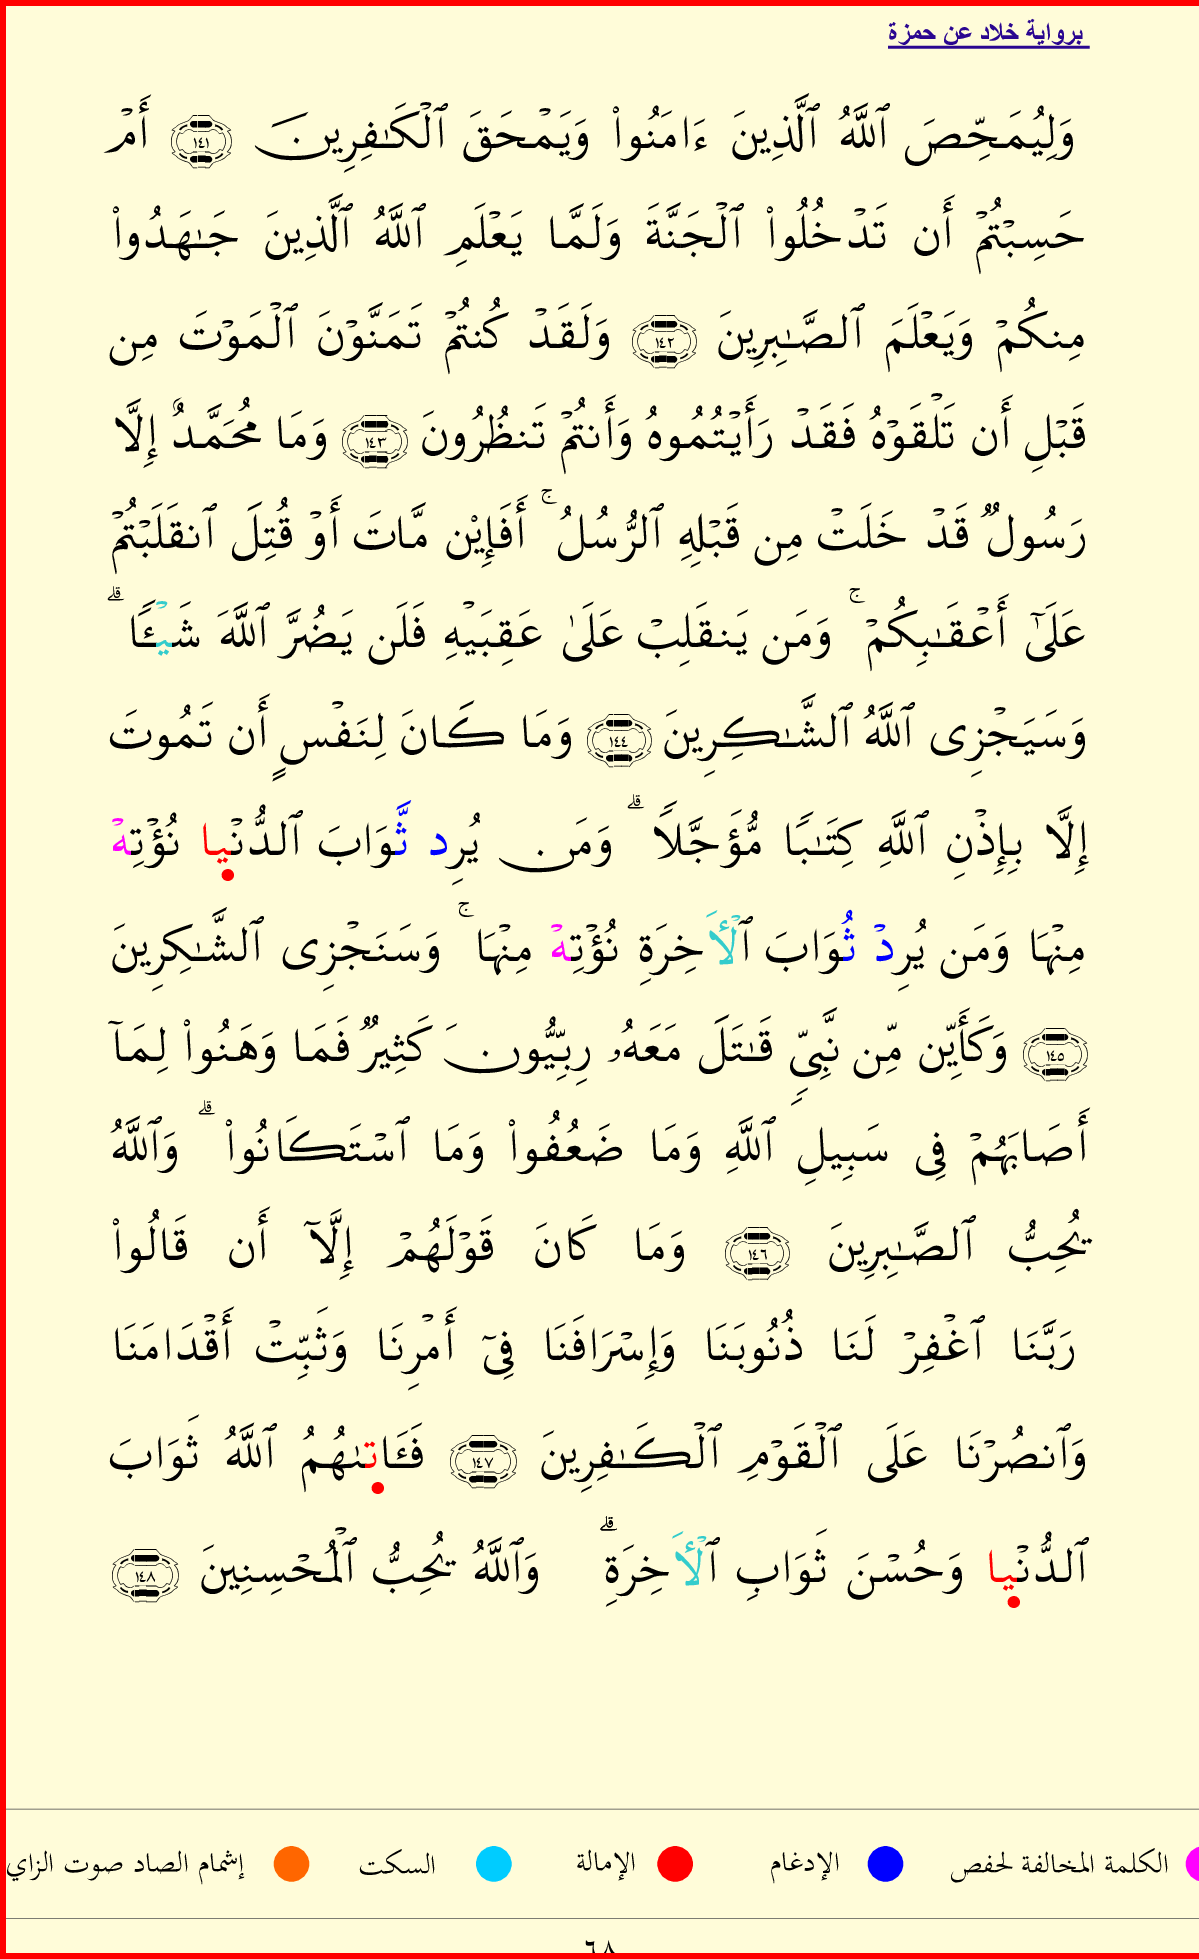 برواية خلاد عن حمزة
وَلِيُمَحِّصَ ٱللَّهُ ٱلَّذِينَ ءَامَنُوا۟ وَيَمْحَقَ ٱلْكَـٰفِرِينَ ١٤١ أَمْ
حَسِبْتُمْ أَن تَدْخُلُوا۟ ٱلْجَنَّةَ وَلَمَّا يَعْلَمِ ٱللَّهُ ٱلَّذِينَ جَـٰهَدُوا۟
مِنكُمْ وَيَعْلَمَ ٱلصَّـٰبِرِينَ ١٤٢ وَلَقَدْ كُنتُمْ تَمَنَّوْنَ ٱلْمَوْتَ مِن
قَبْلِ أَن تَلْقَوْهُ فَقَدْ رَأَيْتُمُوهُ وَأَنتُمْ تَنظُرُونَ ١٤٣ وَمَا مُحَمَّدٌ إِلَّا
رَسُولٌ قَدْ خَلَتْ مِن قَبْلِهِ ٱلرُّسُلُ ۚ أَفَإِيْن مَّاتَ أَوْ قُتِلَ ٱنقَلَبْتُمْ
عَلَىٰٓ أَعْقَـٰبِكُمْ ۚ وَمَن يَنقَلِبْ عَلَىٰ عَقِبَيْهِ فَلَن يَضُرَّ ٱللَّهَ شَيْـًٔا ۗ
وَسَيَجْزِى ٱللَّهُ ٱلشَّـٰكِرِينَ ١٤٤ وَمَا كَانَ لِنَفْسٍ أَن تَمُوتَ
إِلَّا بِإِذْنِ ٱللَّهِ كِتَـٰبًا مُّؤَجَّلًا ۗ وَمَن يُرِد ثَّوَابَ ٱلدُّنْيا نُؤْتِهْ
مِنْهَا وَمَن يُرِدْ ثُوَابَ ٱلْأَخِرَةِ نُؤْتِهْ مِنْهَا ۚ وَسَنَجْزِى ٱلشَّـٰكِرِينَ
١٤٥ وَكَأَيِّن مِّن نَّبِىٍّ قَـٰتَلَ مَعَهُۥ رِبِّيُّونَ كَثِيرٌ فَمَا وَهَنُوا۟ لِمَآ
أَصَابَهُمْ فِى سَبِيلِ ٱللَّهِ وَمَا ضَعُفُوا۟ وَمَا ٱسْتَكَانُوا۟ ۗ وَٱللَّهُ
يُحِبُّ ٱلصَّـٰبِرِينَ ١٤٦ وَمَا كَانَ قَوْلَهُمْ إِلَّآ أَن قَالُوا۟
رَبَّنَا ٱغْفِرْ لَنَا ذُنُوبَنَا وَإِسْرَافَنَا فِىٓ أَمْرِنَا وَثَبِّتْ أَقْدَامَنَا
وَٱنصُرْنَا عَلَى ٱلْقَوْمِ ٱلْكَـٰفِرِينَ ١٤٧ فَـَٔاتىٰهُمُ ٱللَّهُ ثَوَابَ
ٱلدُّنْيا وَحُسْنَ ثَوَابِ ٱلْأَخِرَةِ ۗ وَٱللَّهُ يُحِبُّ ٱلْمُحْسِنِينَ ١٤٨
الكلمة المخالفة لحفص الإدغام الإمالة السكت إشمام الصاد صوت الزاي
٦٨